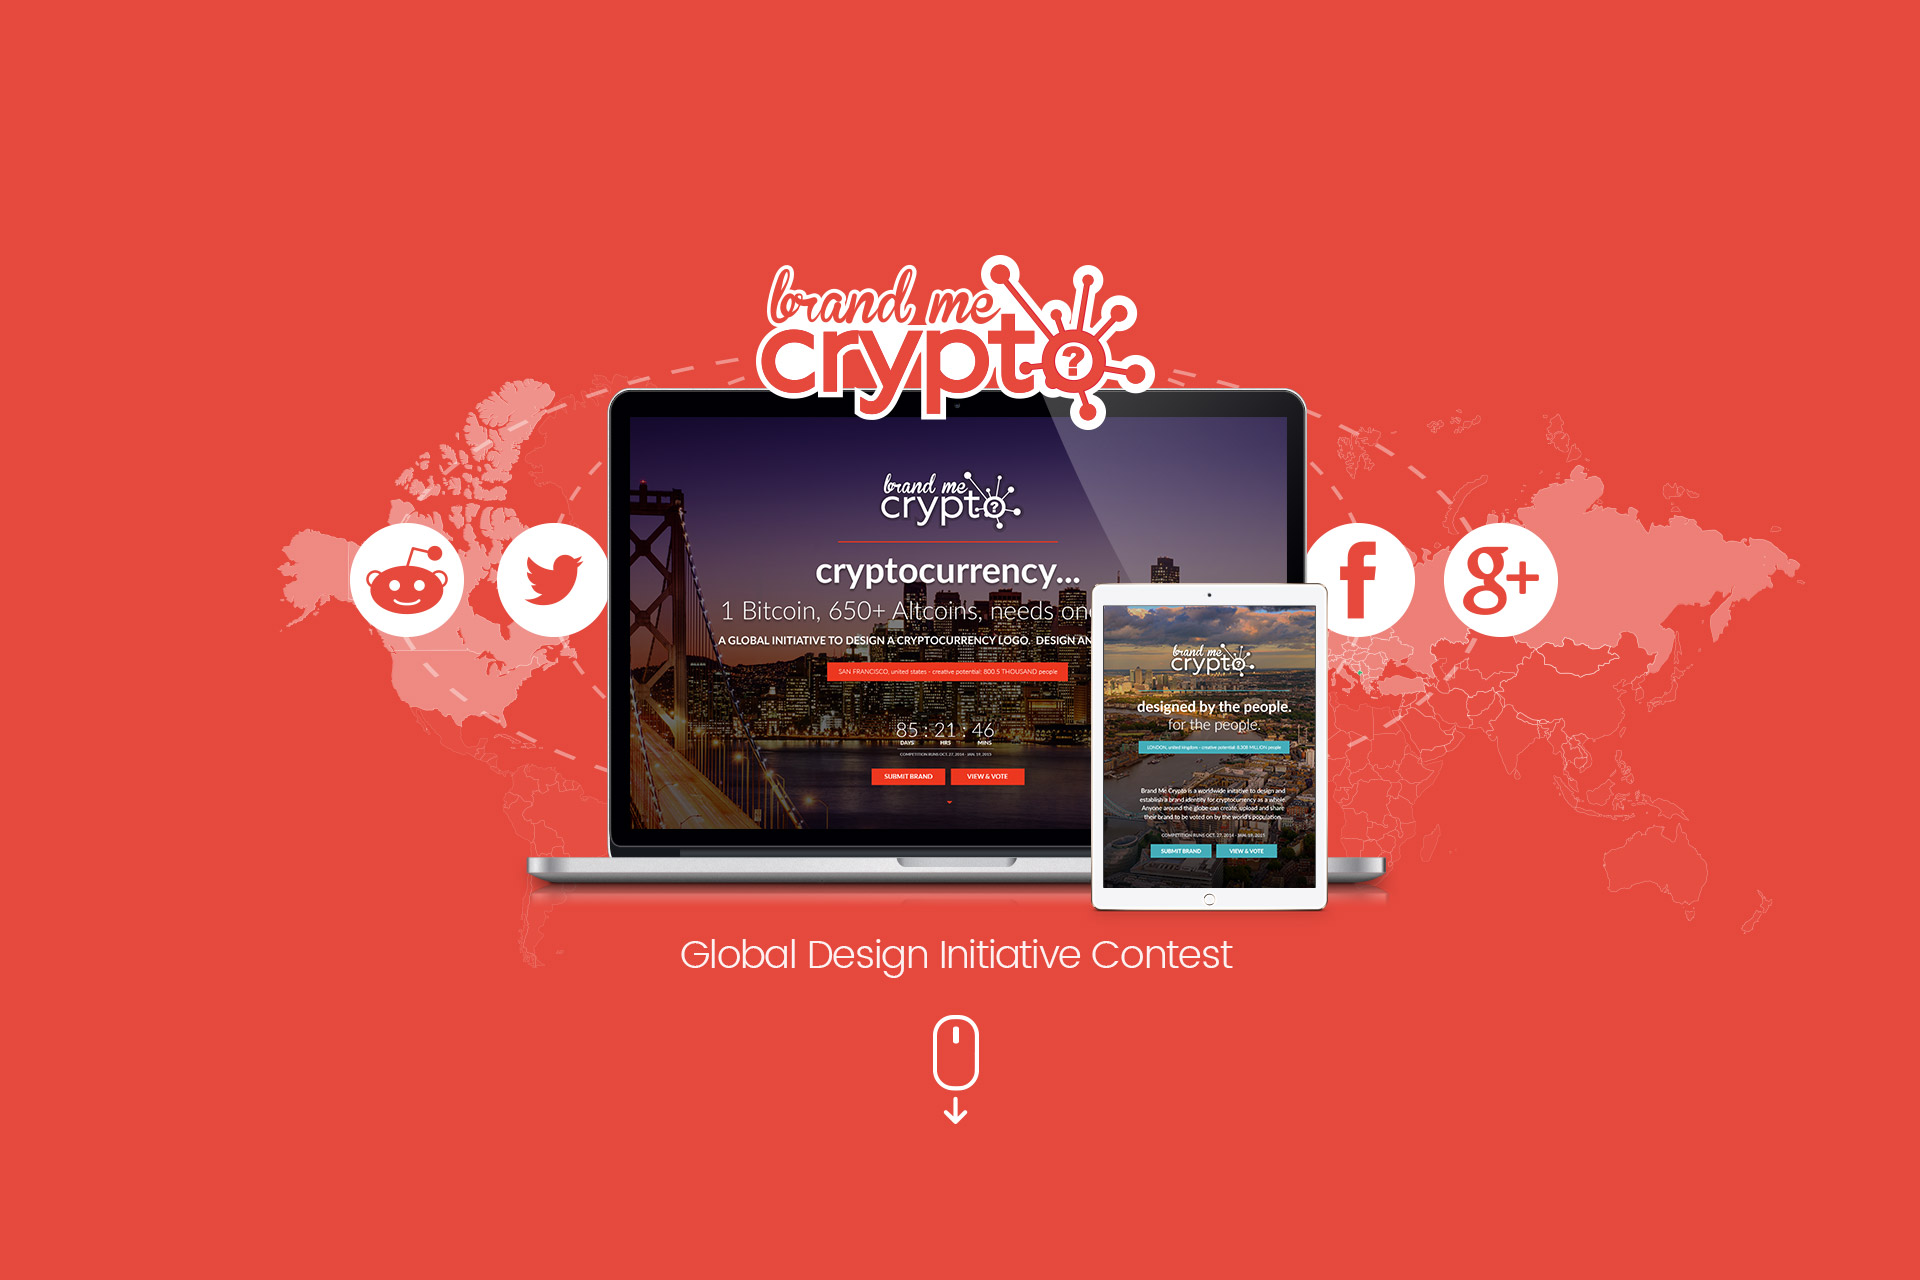 brand me
crypto
?
brand me
crypto
?
cryptocurrency...
1 Bitcoin, 650+ Altcoins, needs one
A GLOBAL INITIATIVE TO DESIGN A CRYPTOCURRENCY LOGO. DESIGN AN
SAN FRANCISCO, united states - creative potential: 800.5 THOUSAND people
85 : 21 : 46
DAYS HRS MINS
COMPETITION RUNS OCT. 27, 2014 - JAN. 19, 2015
SUBMIT BRAND VIEW & VOTE
brand me
crypto
?
designed by the people.
for the people.
LONDON, united kingdom - creative potential: 8.308 MILLION people
Brand Me Crypto is a worldwide initiative to design and
establish a brand identity for cryptocurrency as a whole.
Anyone around the globe can create, upload and share
their brand to be voted on by the world's population.
COMPETITION RUNS OCT. 27, 2014 - JAN. 19, 2015
SUBMIT BRAND VIEW & VOTE
f
g+
Global Design Initiative Contest